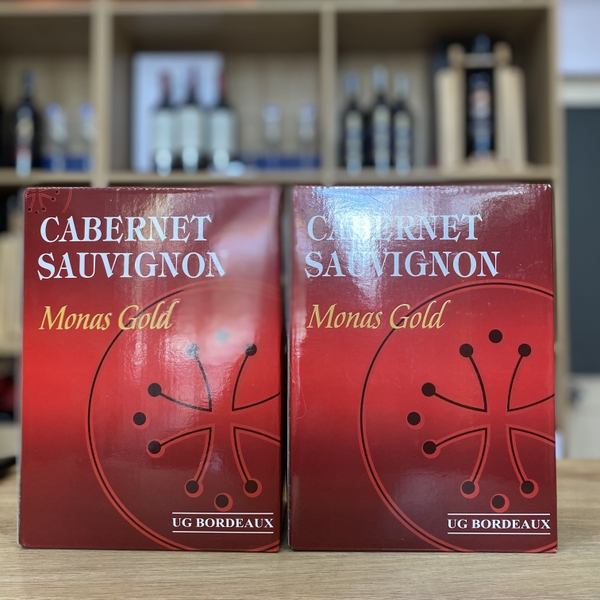 CABERNET
SAUVIGNON
Monas Gold
UG BORDEAUX
CABERNET
SAUVIGNON
Monas Gold
UG BORDEAUX